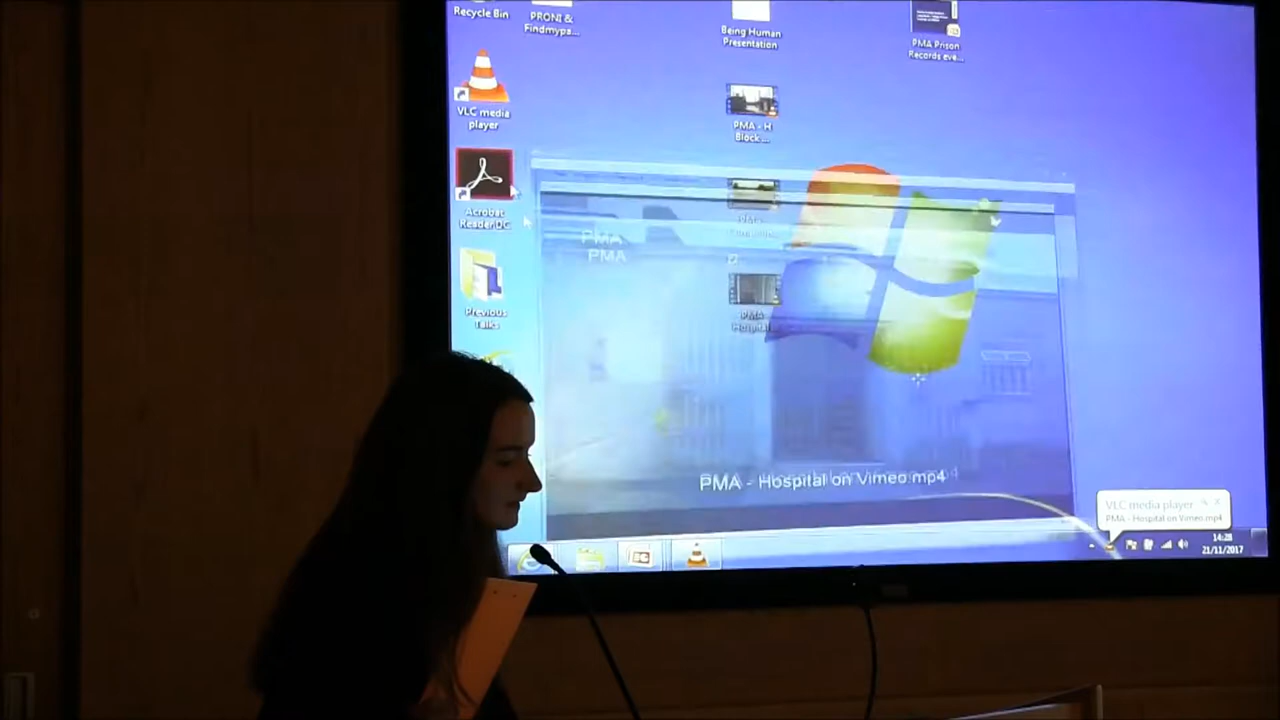 Recycle Bin
PRONI &
Findmypa...
Being Human
Presentation
PMA Prison
Records eve...
VLC media
player
PMA - H
Block....
Acrobat
Reader DC
PMA
PMA
PMA
Hospital
Previous
Talks
PMA - Hospital on Vimeo.mp4
VLC media player
PMA - Hospital on Vimeo.mp4
14:28
21/11/2017